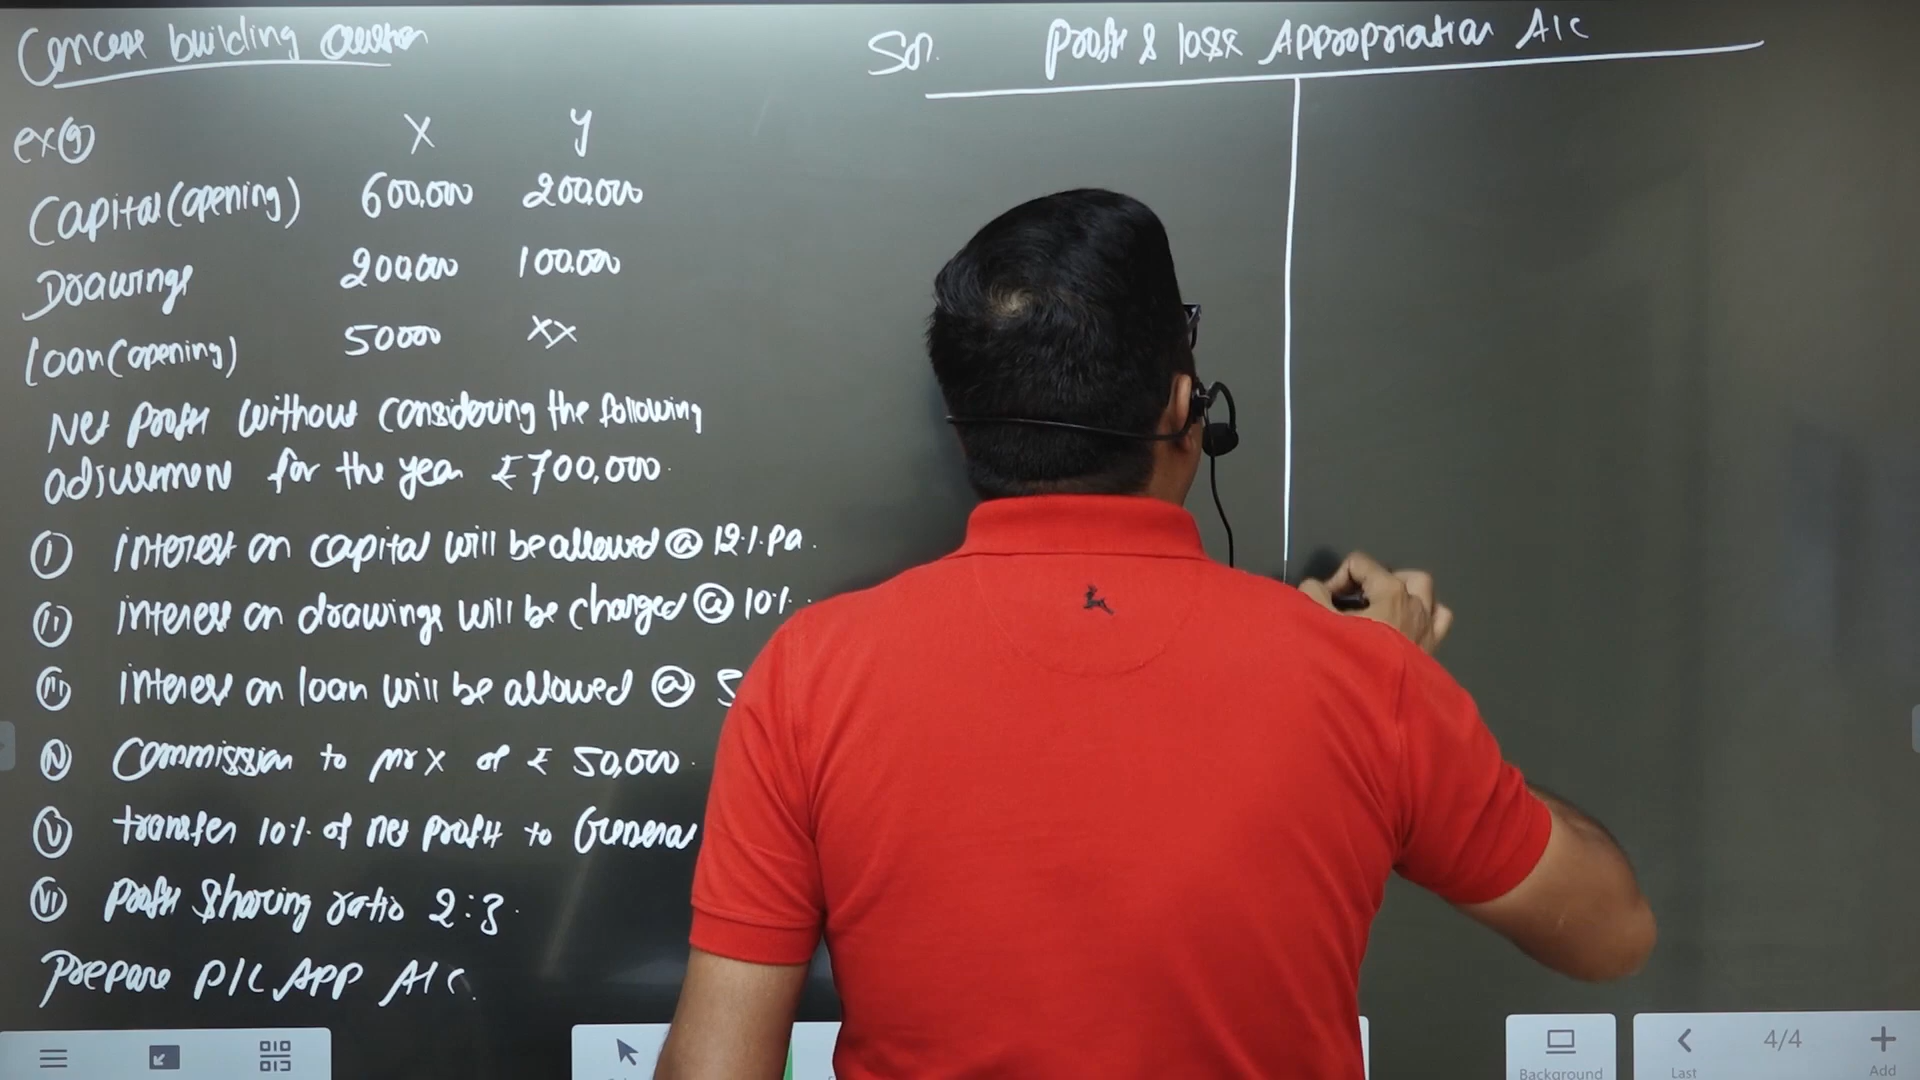 Concept building question
ex ⑨ X Y
Capital (opening) 600,000 200,000
Drawings 200,000 100,000
loan (opening) 50000 XX
Net profit without considering the following
adjustment for the year ₹700,000.
(i) interest on capital will be allowed @ 12% Pa.
(ii) interest on drawings will be charged @ 10%.
(iii) interest on loan will be allowed @
(iv) Commission to Mr X of ₹ 50,000.
(v) transfer 10% of net profit to General
(vi) Profit sharing ratio 2:3.
Prepare P/L APP A/C.
Sol. Profit & loss Appropriation A/C
Background
Last
4/4
Add